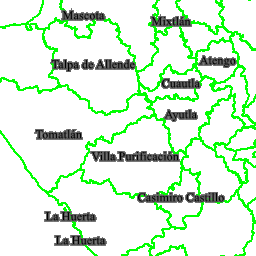 Mascota
Mixtlán
Talpa de Allende
Atengo
Cuautla
Ayutla
Tomatlán
Villa Purificación
Casimiro Castillo
La Huerta
La Huerta